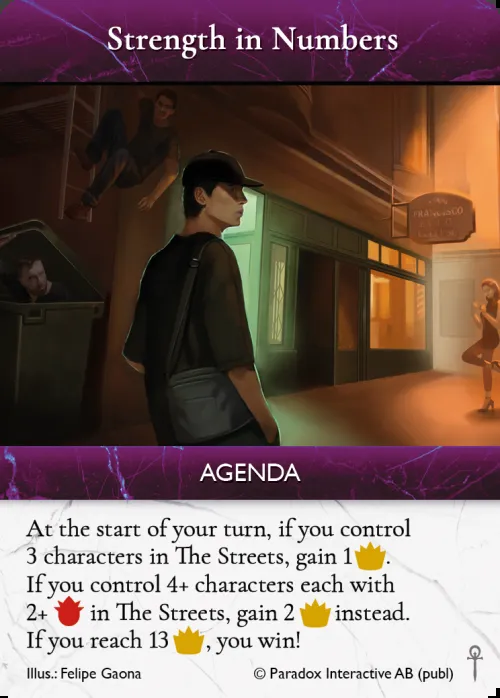 Strength in Numbers
FRANCISCO
AGENDA
At the start of your turn, if you control
3 characters in The Streets, gain 1.
If you control 4+ characters each with
2+ in The Streets, gain 2 instead.
If you reach 13, you win!
Illus.: Felipe Gaona © Paradox Interactive AB (publ)